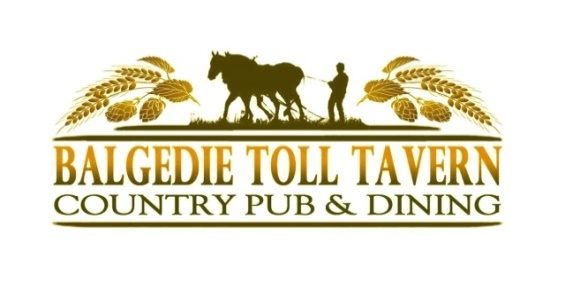 BALGEDIE TOLL TAVERN
COUNTRY PUB & DINING